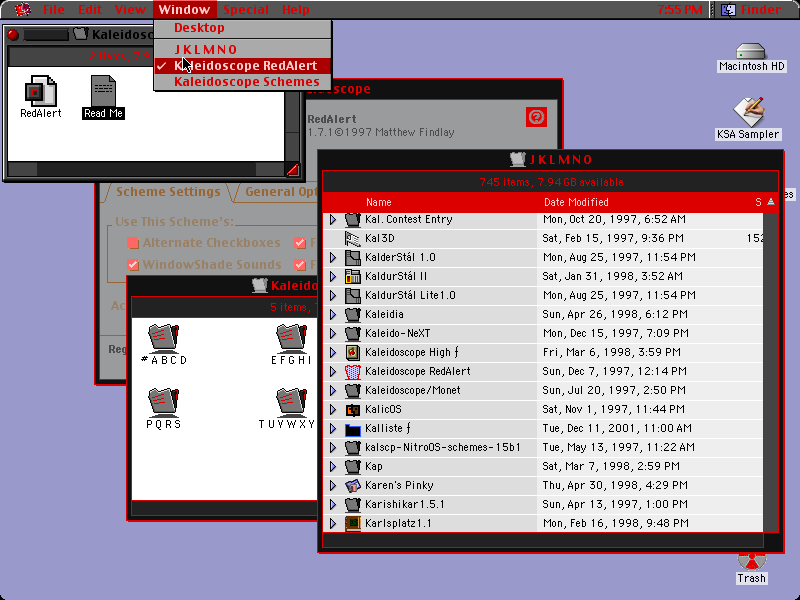 File Edit View Window Special Help 7:55 PM Finder
Desktop
J K L M N O
Kaleidoscope RedAlert
Kaleidoscope Schemes
Kaleidosc
2 items, 7.9
RedAlert
Read Me
Macintosh HD
KSA Sampler
Trash
RedAlert
1.7.1©1997 Matthew Findlay
Scheme Settings
General Opt
Use This Scheme's:
Alternate Checkboxes
WindowShade Sounds
Kaleido
5 items, 7
#ABCD
EFGHI
PQRS
TUVWXY
J K L M N O
745 items, 7.94 GB available
Name Date Modified S
Kal. Contest Entry Mon, Oct 20, 1997, 6:52 AM
Kal3D Sat, Feb 15, 1997, 9:36 PM 152
KalderStål 1.0 Mon, Aug 25, 1997, 11:54 PM
KaldurStål II Sat, Jan 31, 1998, 3:52 AM
KaldurStål Lite1.0 Mon, Aug 25, 1997, 11:54 PM
Kaleidia Sun, Apr 26, 1998, 6:12 PM
Kaleido-NeXT Mon, Dec 15, 1997, 7:09 PM
Kaleidoscope High ƒ Fri, Mar 6, 1998, 3:59 PM
Kaleidoscope RedAlert Sun, Dec 7, 1997, 12:14 PM
Kaleidoscope/Monet Sun, Jul 20, 1997, 2:50 PM
KalicOS Sat, Nov 1, 1997, 11:44 PM
Kalliste ƒ Tue, Dec 11, 2001, 11:00 AM
kalscp-NitroOS-schemes-15b1 Tue, May 13, 1997, 11:22 AM
Kap Sat, Mar 7, 1998, 2:59 PM
Karen's Pinky Thu, Apr 30, 1998, 4:29 PM
Karishikar1.5.1 Sun, Apr 13, 1997, 1:00 PM
Karlsplatz1.1 Mon, Feb 16, 1998, 9:48 PM